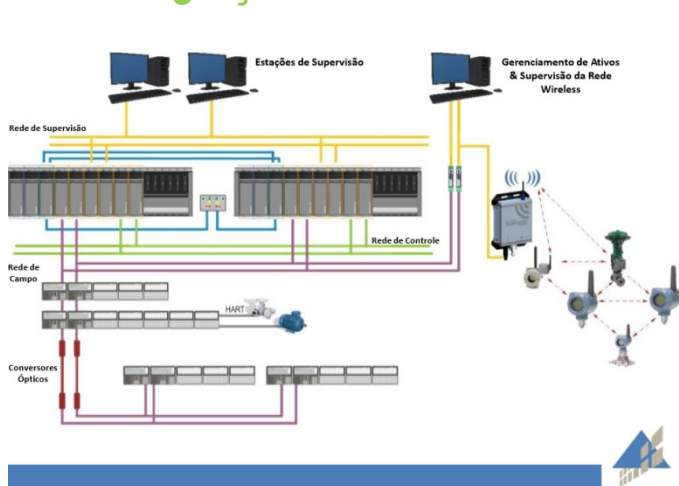 Estações de Supervisão
Gerenciamento de Ativos
& Supervisão da Rede
Wireless
Rede de Supervisão
Rede de Controle
Rede de
Campo
HART
Conversores
Ópticos